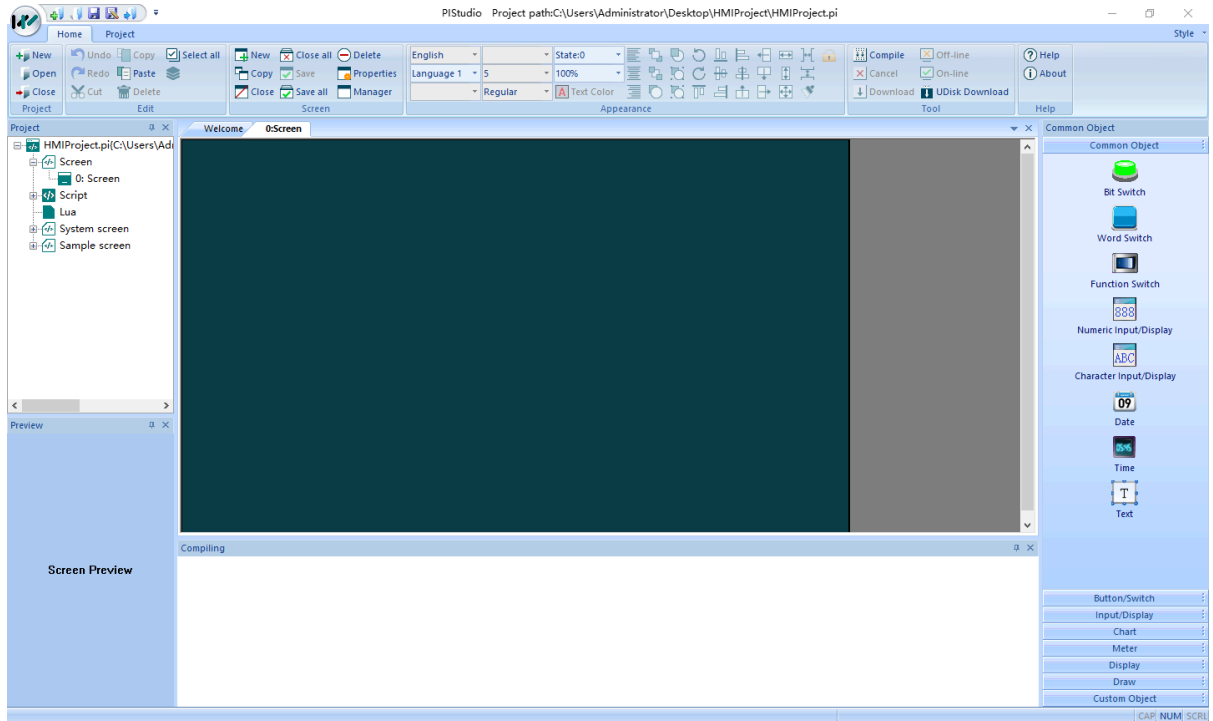 PIStudio Project path:C:\Users\Administrator\Desktop\HMIProject\HMIProject.pi
Home Project Style
New Undo Copy Select all New Close all Delete English State:0 Compile Off-line Help
Open Redo Paste Copy Save Properties Language 1 5 100% Cancel On-line About
Close Cut Delete Close Save all Manager Regular A Text Color Download UDisk Download
Project Edit Screen Appearance Tool Help
Project
Welcome 0:Screen
Common Object
HMIProject.pi(C:\Users\Adr
Screen
0: Screen
Script
Lua
System screen
Sample screen
Preview
Screen Preview
Compiling
Common Object
Bit Switch
Word Switch
Function Switch
888
Numeric Input/Display
ABC
Character Input/Display
09
Date
Time
T
Text
Button/Switch
Input/Display
Chart
Meter
Display
Draw
Custom Object
CAP NUM SCRL